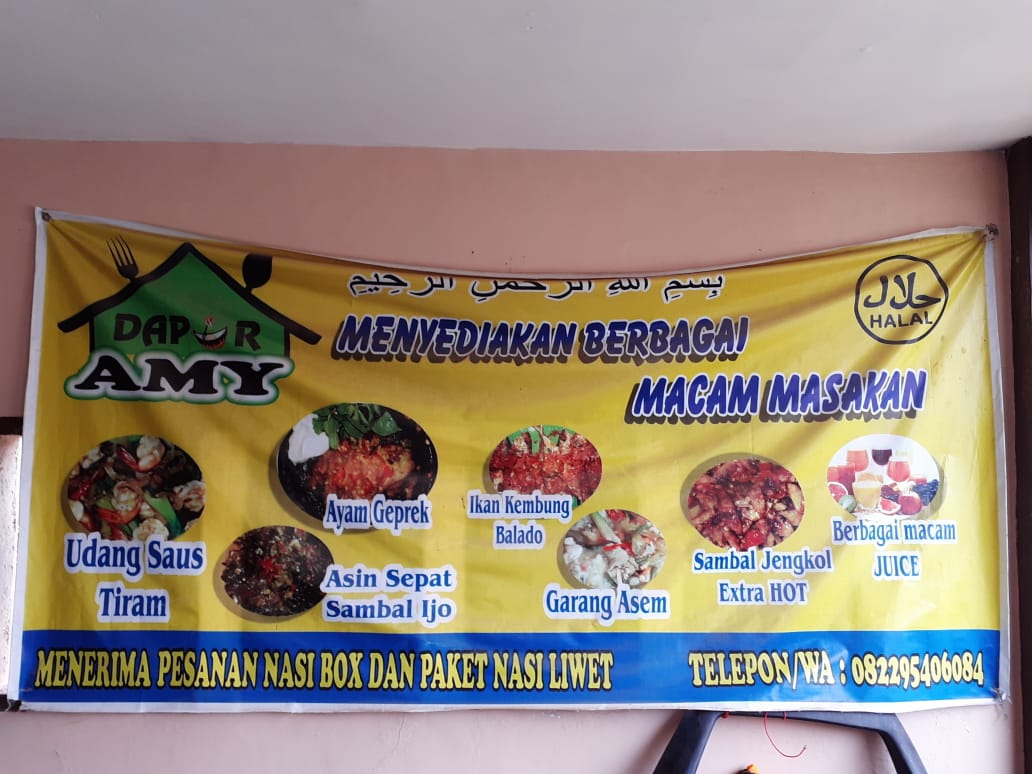 بِسْمِ اللهِ الرَّحْمٰنِ الرَّحِيْمِ
DAPUR
AMY
حلال
HALAL
MENYEDIAKAN BERBAGAI
MACAM MASAKAN
Udang Saus
Tiram
Ayam Geprek
Asin Sepat
Sambal Ijo
Ikan Kembung
Balado
Garang Asem
Sambal Jengkol
Extra HOT
Berbagai macam
JUICE
MENERIMA PESANAN NASI BOX DAN PAKET NASI LIWET
TELEPON/WA : 082295406084